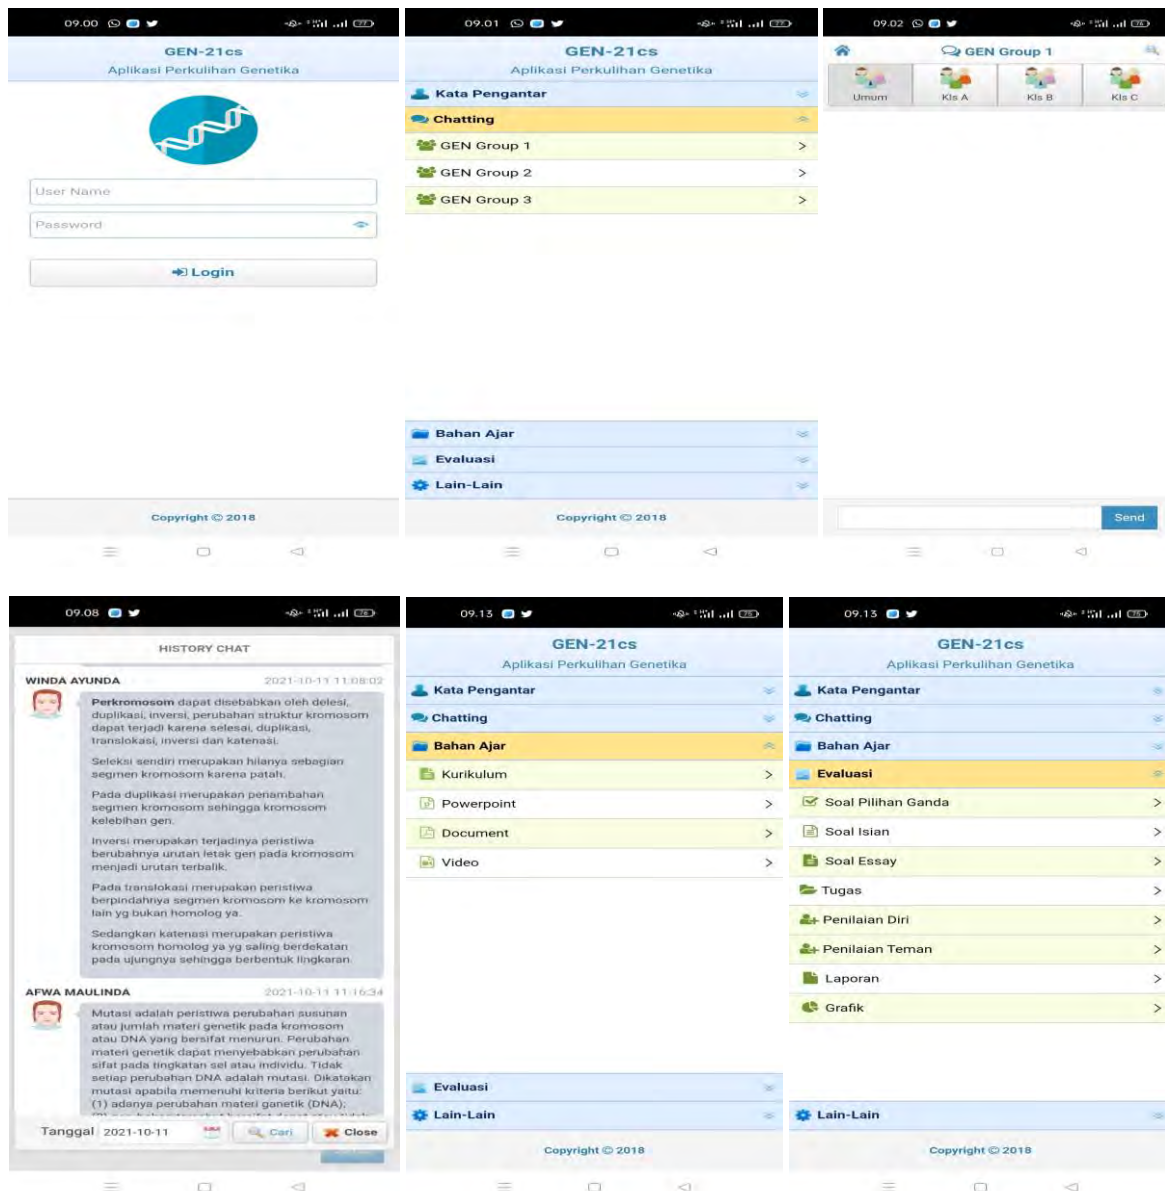 09.00
GEN-21cs
Aplikasi Perkulihan Genetika
User Name
Password
Login
Copyright © 2018
09.01
GEN-21cs
Aplikasi Perkulihan Genetika
Kata Pengantar
Chatting
GEN Group 1
GEN Group 2
GEN Group 3
Bahan Ajar
Evaluasi
Lain-Lain
Copyright © 2018
09.02
GEN Group 1
Umum
Kls A
Kls B
Kls C
Send
09.08
HISTORY CHAT
WINDA AYUNDA 2021-10-11 11:08:02
Perkromosom dapat disebabkan oleh delesi,
duplikasi, inversi, perubahan struktur kromosom
dapat terjadi karena selesai, duplikasi,
translokasi, inversi dan katenasi.
Seleksi sendiri merupakan hilanya sebagian
segmen kromosom karena patah.
Pada duplikasi merupakan penambahan
segmen kromosom sehingga kromosom
kelebihan gen.
Inversi merupakan terjadinya peristiwa
berubahnya urutan letak gen pada kromosom
menjadi urutan terbalik.
Pada translokasi merupakan peristiwa
berpindahnya segmen kromosom ke kromosom
lain yg bukan homolog ya.
Sedangkan katenasi merupakan peristiwa
kromosom homolog ya yg saling berdekatan
pada ujungnya sehingga berbentuk lingkaran.
AFWA MAULINDA 2021-10-11 11:16:34
Mutasi adalah peristiwa perubahan susunan
atau jumlah materi genetik pada kromosom
atau DNA yang bersifat menurun. Perubahan
materi genetik dapat menyebabkan perubahan
sifat pada tingkatan sel atau individu. Tidak
setiap perubahan DNA adalah mutasi. Dikatakan
mutasi apabila memenuhi kriteria berikut yaitu:
(1) adanya perubahan materi ganetik (DNA);
Tanggal 2021-10-11 Cari Close
09.13
GEN-21cs
Aplikasi Perkulihan Genetika
Kata Pengantar
Chatting
Bahan Ajar
Kurikulum
Powerpoint
Document
Video
Evaluasi
Lain-Lain
Copyright © 2018
09.13
GEN-21cs
Aplikasi Perkulihan Genetika
Kata Pengantar
Chatting
Bahan Ajar
Evaluasi
Soal Pilihan Ganda
Soal Isian
Soal Essay
Tugas
Penilaian Diri
Penilaian Teman
Laporan
Grafik
Lain-Lain
Copyright © 2018